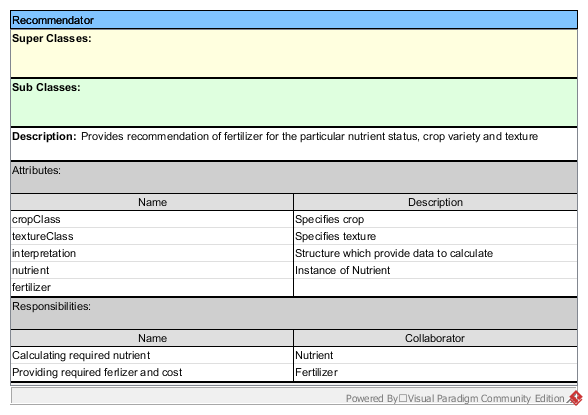 Recommendator
Super Classes:
Sub Classes:
Description: Provides recommendation of fertilizer for the particular nutrient status, crop variety and texture
Attributes:
Name Description
cropClass Specifies crop
textureClass Specifies texture
interpretation Structure which provide data to calculate
nutrient Instance of Nutrient
fertilizer
Responsibilities:
Name Collaborator
Calculating required nutrient Nutrient
Providing required ferlizer and cost Fertilizer
Powered By□Visual Paradigm Community Edition